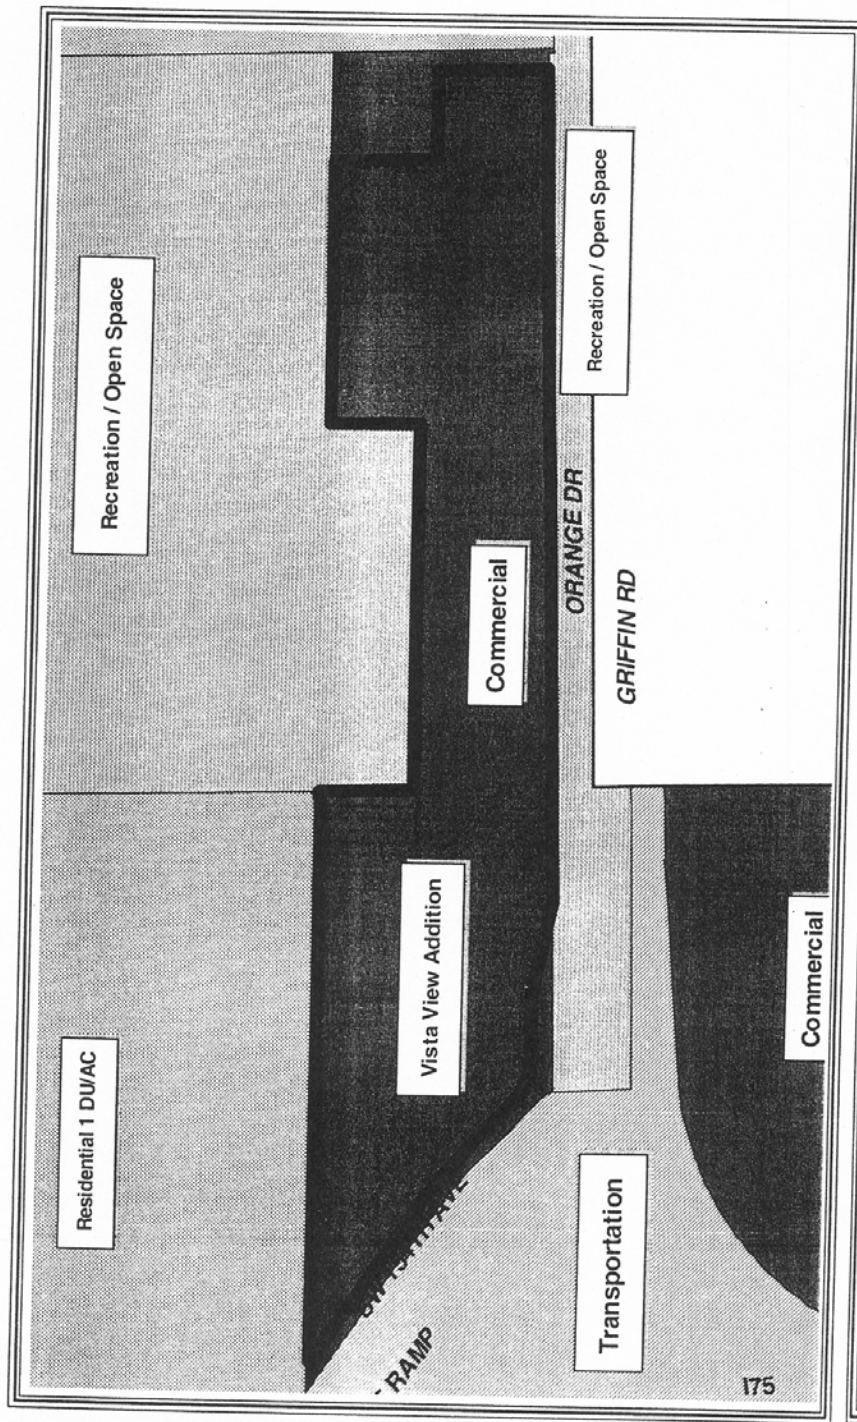 Residential 1 DU/AC
Recreation / Open Space
Vista View Addition
Commercial
Recreation / Open Space
ORANGE DR
GRIFFIN RD
RAMP
Transportation
Commercial
I75